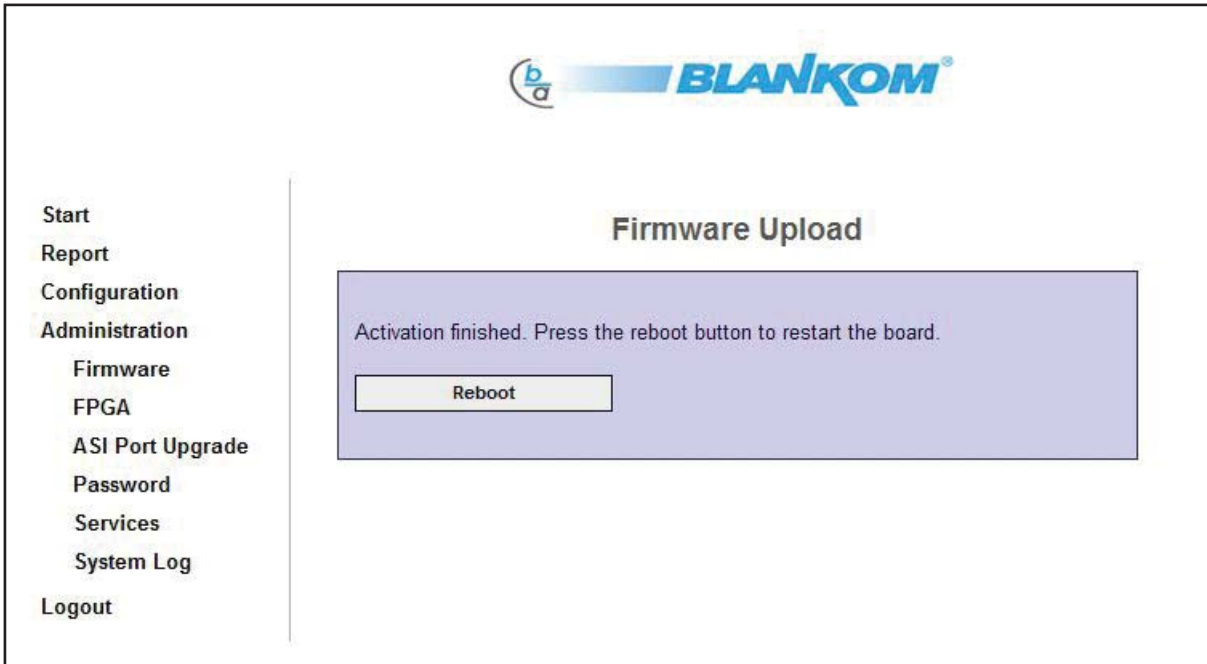 b
a
BLANKOM®
Start
Report
Configuration
Administration
Firmware
FPGA
ASI Port Upgrade
Password
Services
System Log
Logout
Firmware Upload
Activation finished. Press the reboot button to restart the board.
Reboot